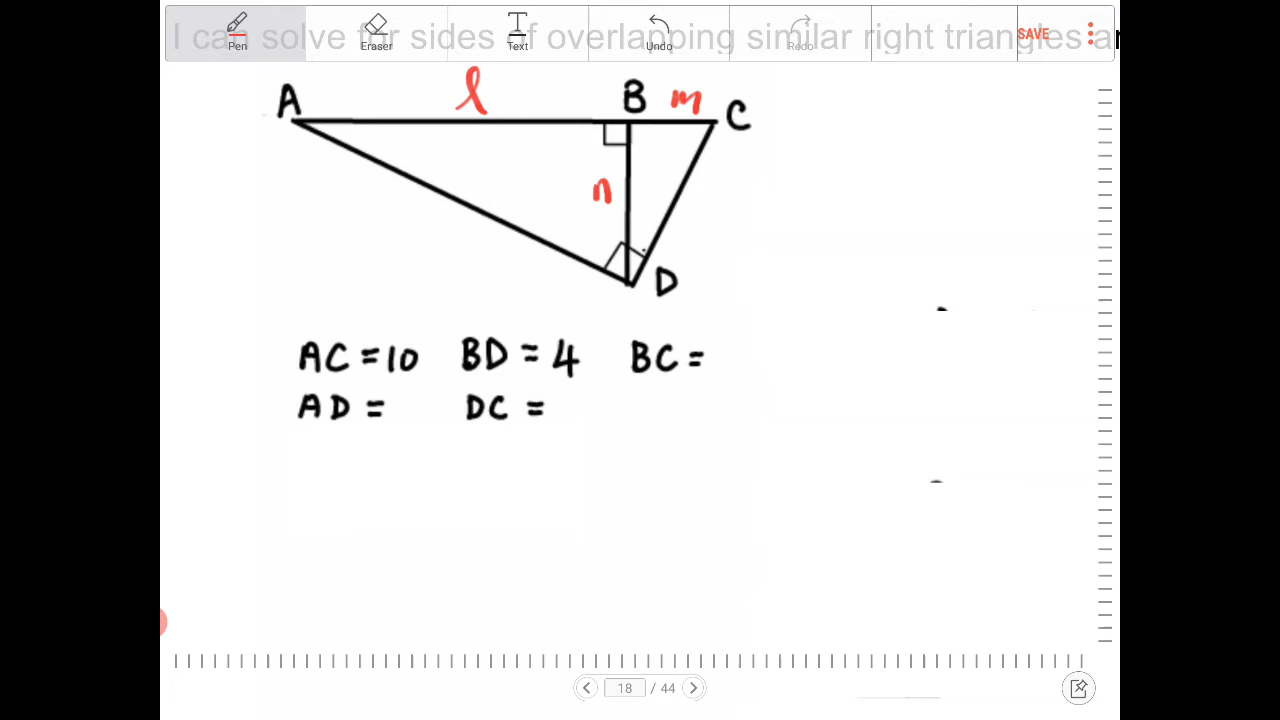 I can solve for sides of overlapping similar right triangles ar
Pen
Eraser
Text
Undo
Redo
SAVE
A
l
B
m
C
n
D
AC = 10 BD = 4 BC =
AD = DC =
18 / 44